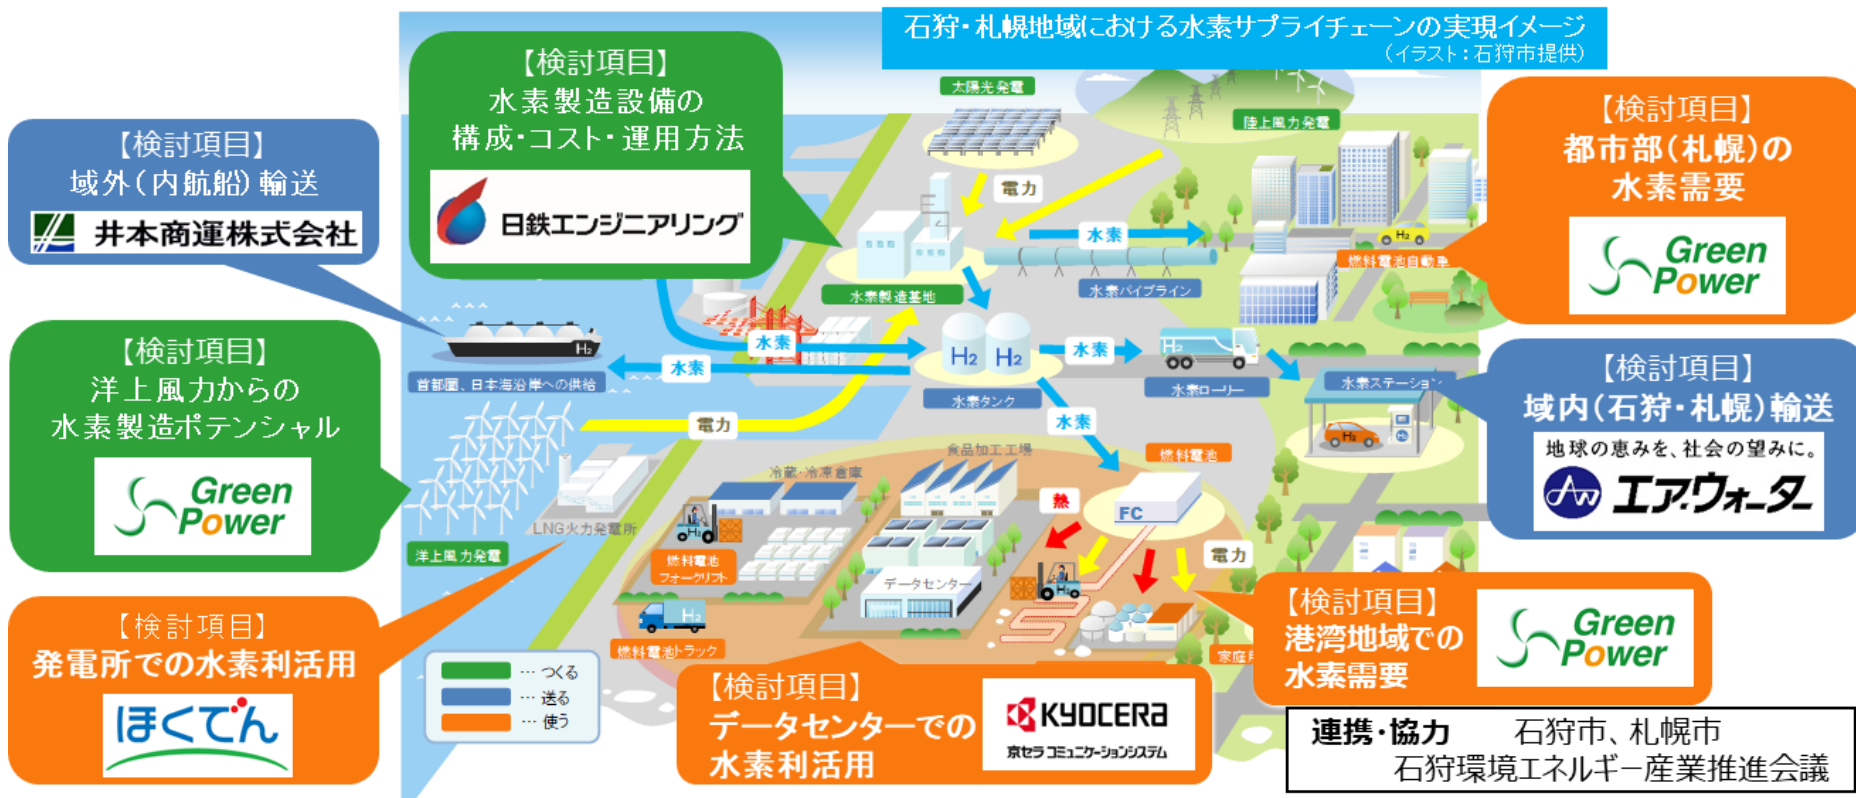 石狩・札幌地域における水素サプライチェーンの実現イメージ
（イラスト：石狩市提供）
【検討項目】
水素製造設備の
構成・コスト・運用方法
日鉄エンジニアリング
【検討項目】
域外（内航船）輸送
井本商運株式会社
【検討項目】
洋上風力からの
水素製造ポテンシャル
Green
Power
【検討項目】
発電所での水素利活用
ほくでん
【検討項目】
都市部（札幌）の
水素需要
Green
Power
【検討項目】
域内（石狩・札幌）輸送
地球の恵みを、社会の望みに。
AW エア・ウォーター
【検討項目】
港湾地域での
水素需要
Green
Power
【検討項目】
データセンターでの
水素利活用
KYOCERA
京セラ コミュニケーションシステム
連携・協力 石狩市、札幌市
石狩環境エネルギー産業推進会議
太陽光発電
陸上風力発電
電力
水素
水素製造基地
水素パイプライン
H2
燃料電池自動車
H2
首都圏、日本海沿岸への供給
水素
水素
H2 H2
水素タンク
水素
H2
水素ローリー
水素ステーション
H2
H2
電力
水素
洋上風力発電
LNG火力発電所
冷蔵・冷凍倉庫
食品加工工場
燃料電池
FC
熱
電力
H2
燃料電池
フォークリフト
データセンター
H2
H2
燃料電池トラック
家庭用
… つくる
… 送る
… 使う